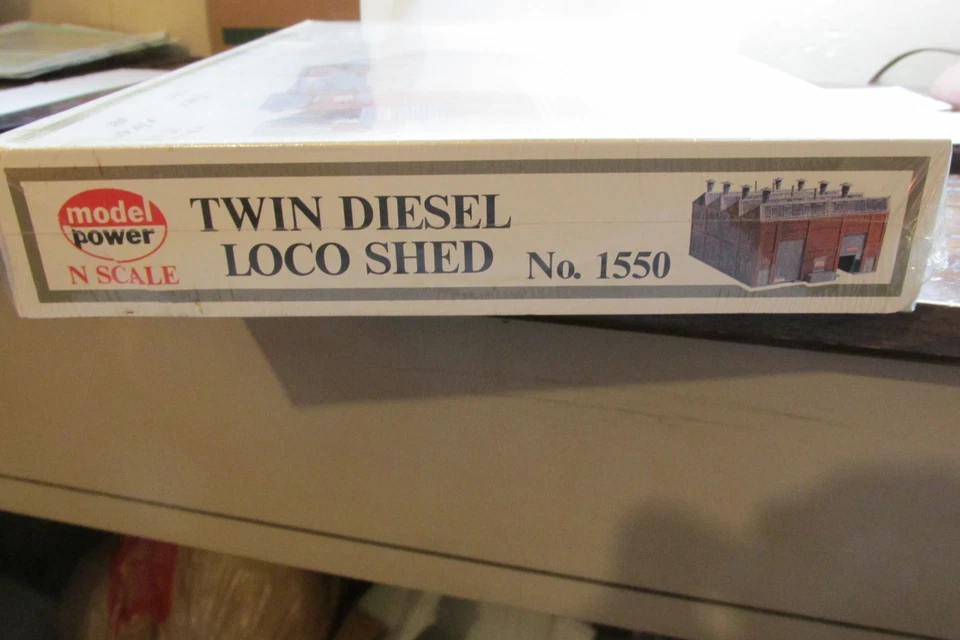 model
power
N SCALE
TWIN DIESEL
LOCO SHED
No. 1550